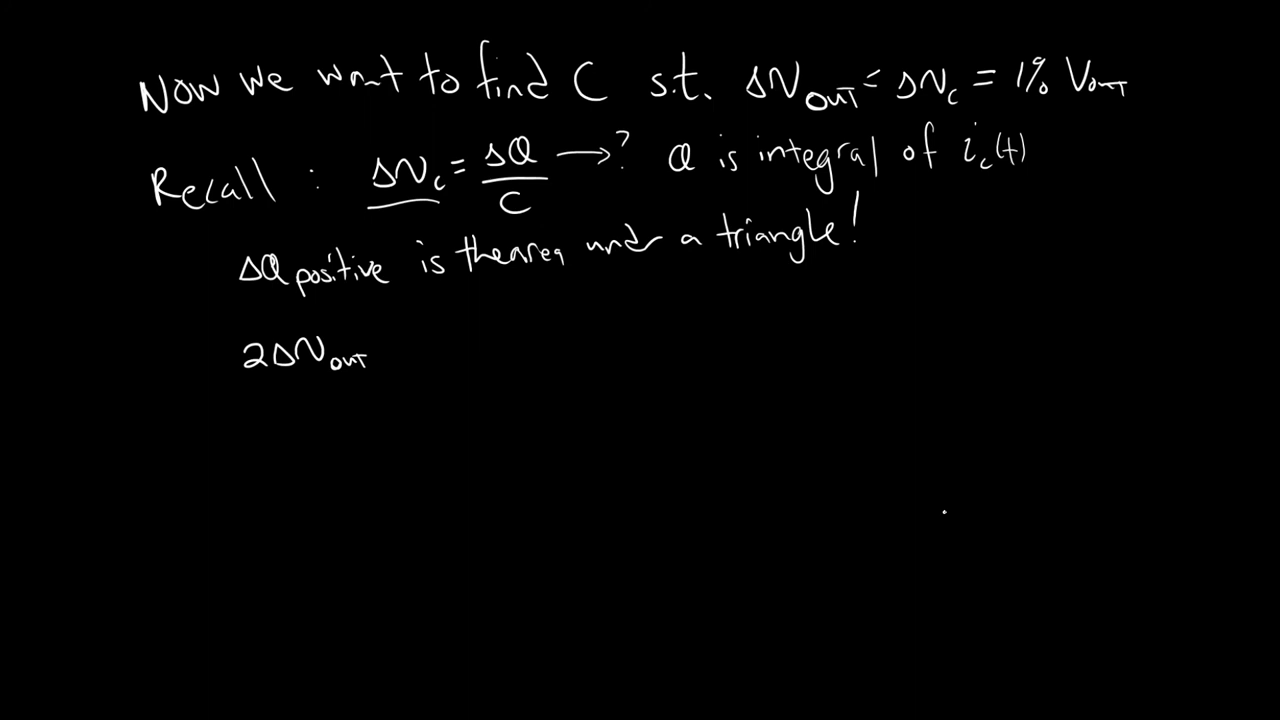 Now we want to find C s.t. ΔV_OUT = ΔV_C = 1% V_OUT
Recall : ΔV_C = ΔQ/C → ? Q is integral of i_C(t)
ΔQ positive is the area under a triangle!
2ΔV_OUT